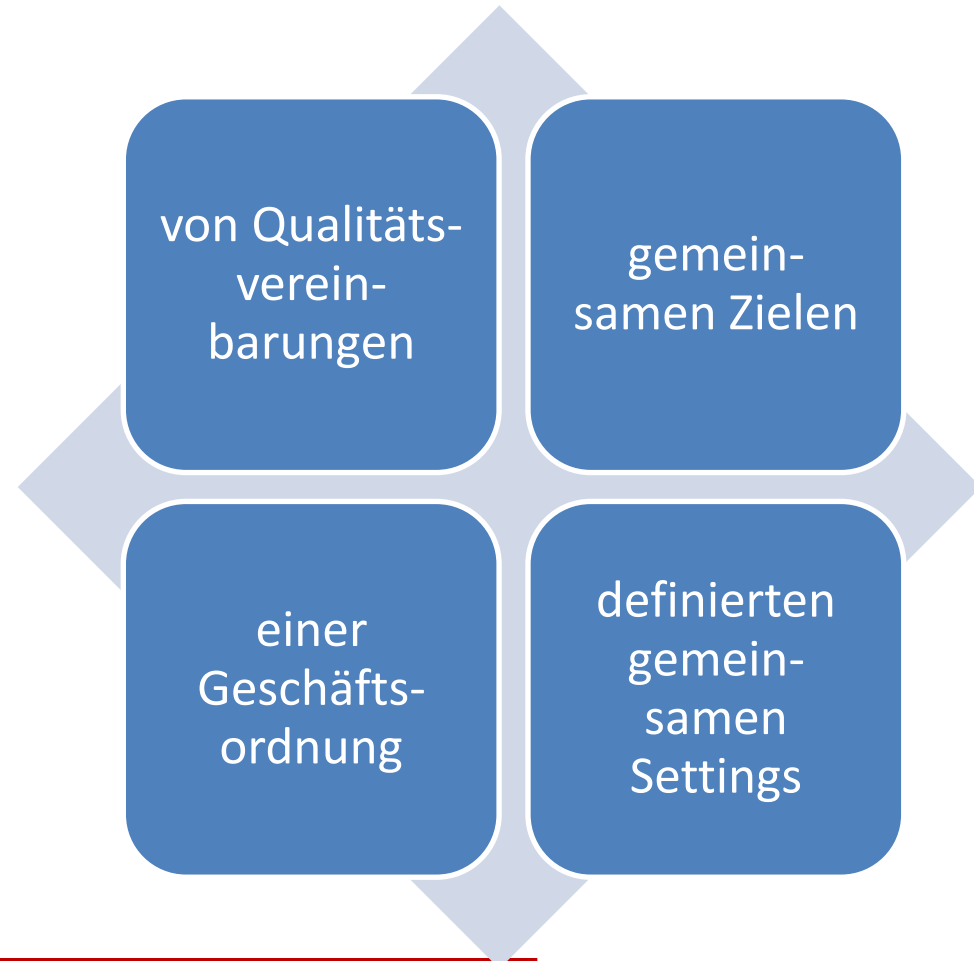 von Qualitäts-
verein-
barungen
gemein-
samen Zielen
einer
Geschäfts-
ordnung
definierten
gemein-
samen
Settings